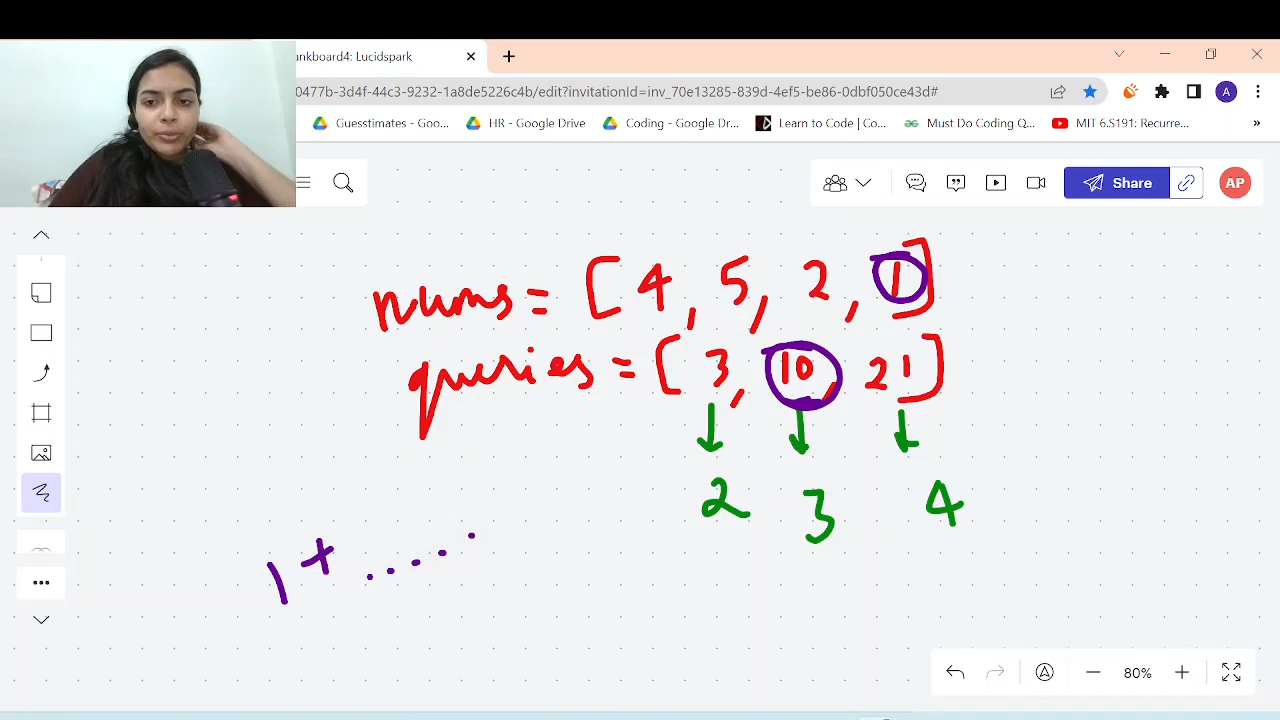 ankboard4: Lucidspark
0477b-3d4f-44c3-9232-1a8de5226c4b/edit?invitationId=inv_70e13285-839d-4ef5-be86-0dbf050ce43d#
A
Guesstimates - Goo...
HR - Google Drive
Coding - Google Dr...
Learn to Code | Co...
Must Do Coding Q...
MIT 6.S191: Recurre...
»
Share
AP
nums = [4, 5, 2, 1]
queries = [3, 10, 21]
2 3 4
1 + .....
80%